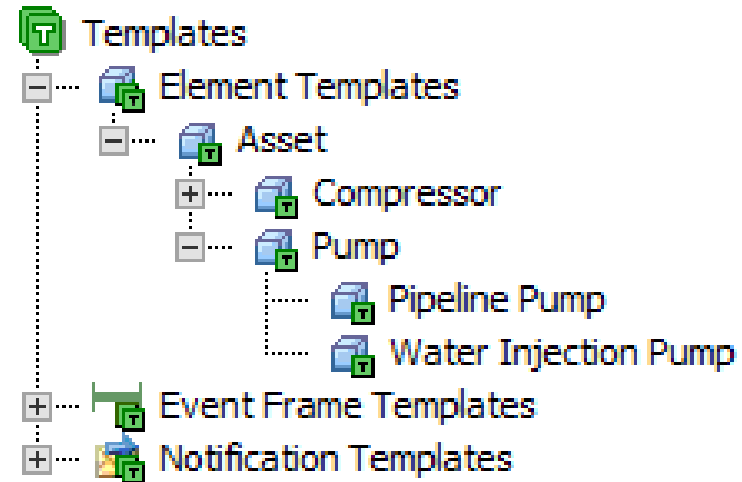 Templates
Element Templates
Asset
Compressor
Pump
Pipeline Pump
Water Injection Pump
Event Frame Templates
Notification Templates